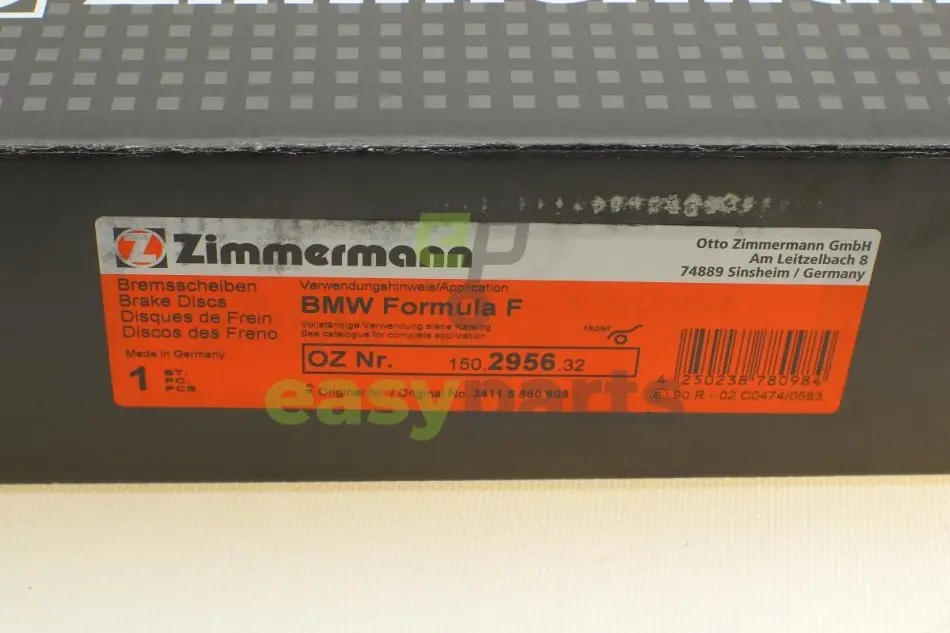 Zimmermann
Otto Zimmermann GmbH
Am Leitzelbach 8
74889 Sinsheim / Germany
Bremsscheiben
Brake Discs
Disques de Frein
Discos des Freno
Made in Germany
1 ST.
PC.
PCS.
Verwendungshinweis/Application
BMW Formula F
Vollständige Verwendung siehe Katalog
See catalogue for complete application
FRONT
OZ Nr. 150.2956.32
Original Nr. / Original No. 3411 6 860 909
4 250238 780984
90 R - 02 C0474/0583
easyparts